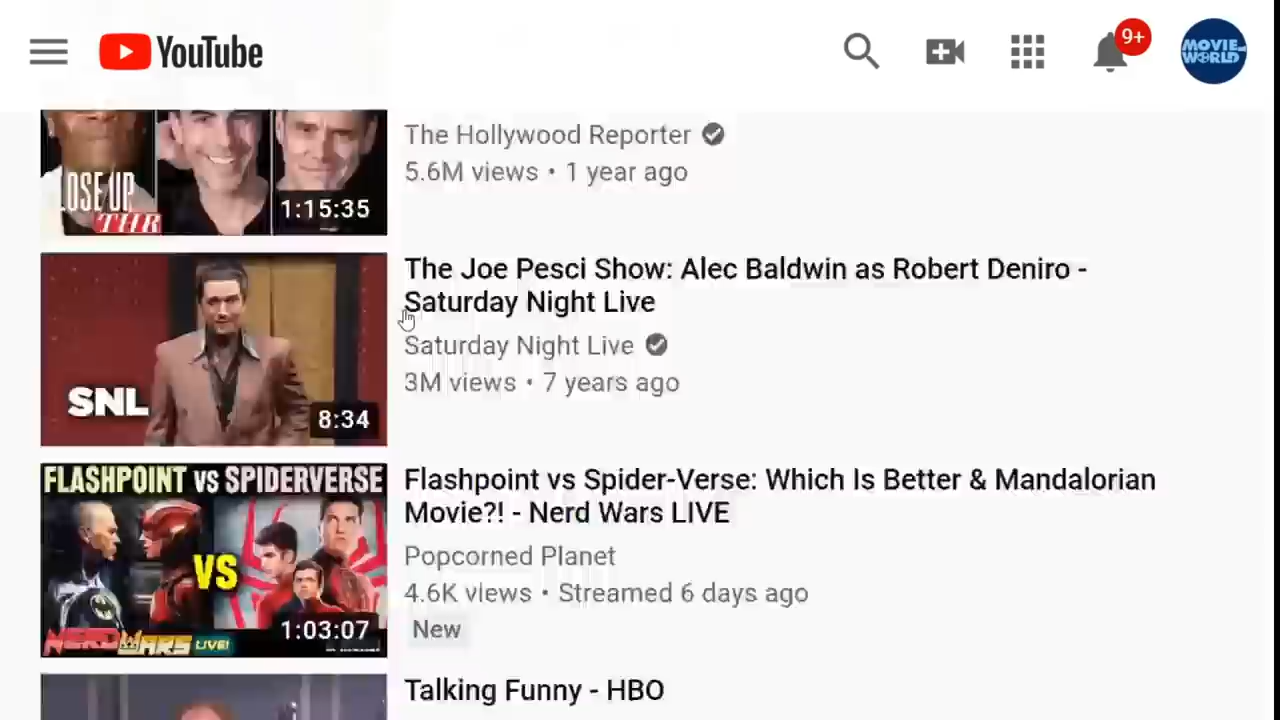 YouTube
9+
MOVIE
WORLD
The Hollywood Reporter
5.6M views • 1 year ago
LOSE UP
THR
1:15:35
The Joe Pesci Show: Alec Baldwin as Robert Deniro -
Saturday Night Live
Saturday Night Live
3M views • 7 years ago
SNL
8:34
FLASHPOINT VS SPIDERVERSE
VS
NERD WARS LIVE!
1:03:07
Flashpoint vs Spider-Verse: Which Is Better & Mandalorian
Movie?! - Nerd Wars LIVE
Popcorned Planet
4.6K views • Streamed 6 days ago
New
Talking Funny - HBO